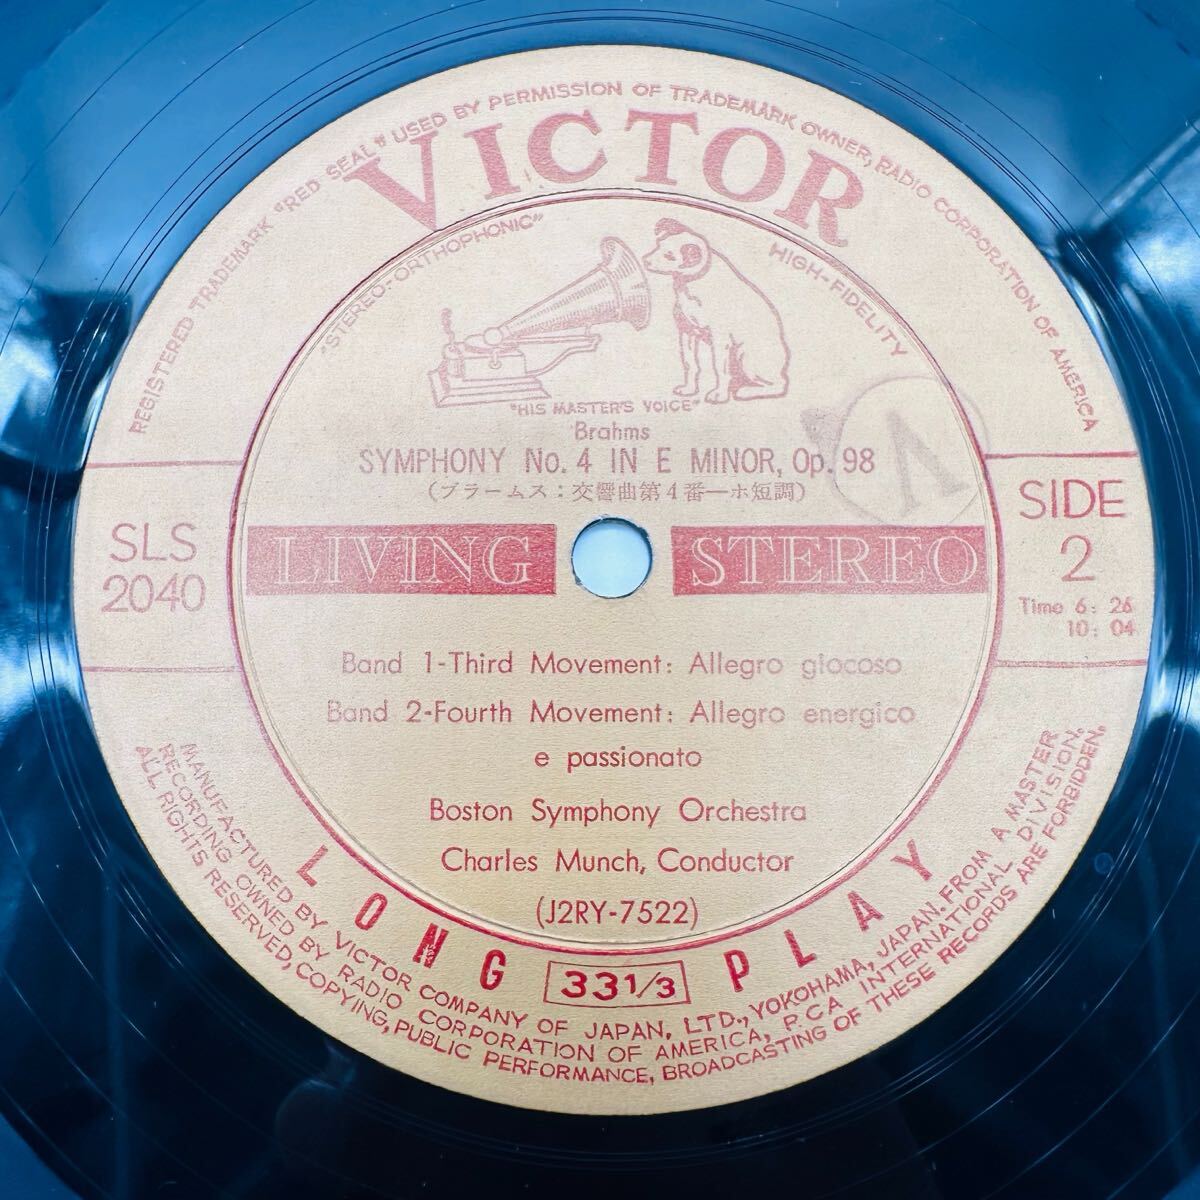 REGISTERED TRADEMARK "RED SEAL" USED BY PERMISSION OF TRADEMARK OWNER, RADIO CORPORATION OF AMERICA
VICTOR
"STEREO-ORTHOPHONIC" HIGH-FIDELITY
"HIS MASTER'S VOICE"
Brahms
SYMPHONY No. 4 IN E MINOR, Op. 98
(ブラームス：交響曲第4番―ホ短調)
SLS
2040
LIVING STEREO
SIDE
2
Time 6: 26
10: 04
Band 1-Third Movement: Allegro giocoso
Band 2-Fourth Movement: Allegro energico
e passionato
Boston Symphony Orchestra
Charles Munch, Conductor
(J2RY-7522)
LONG 33 1/3 PLAY
MANUFACTURED BY VICTOR COMPANY OF JAPAN, LTD., YOKOHAMA, JAPAN. FROM A MASTER
RECORDING OWNED BY RADIO CORPORATION OF AMERICA, P.C.A INTERNATIONAL DIVISION.
ALL RIGHTS RESERVED, COPYING, PUBLIC PERFORMANCE, BROADCASTING OF THESE RECORDS ARE FORBIDDEN.